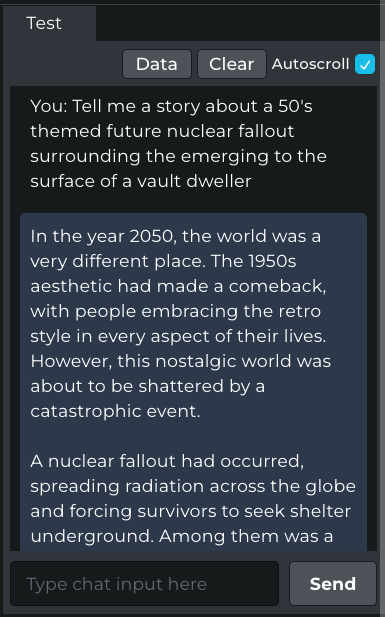 Test
Data Clear Autoscroll
You: Tell me a story about a 50's
themed future nuclear fallout
surrounding the emerging to the
surface of a vault dweller
In the year 2050, the world was a
very different place. The 1950s
aesthetic had made a comeback,
with people embracing the retro
style in every aspect of their lives.
However, this nostalgic world was
about to be shattered by a
catastrophic event.
A nuclear fallout had occurred,
spreading radiation across the globe
and forcing survivors to seek shelter
underground. Among them was a
Type chat input here Send